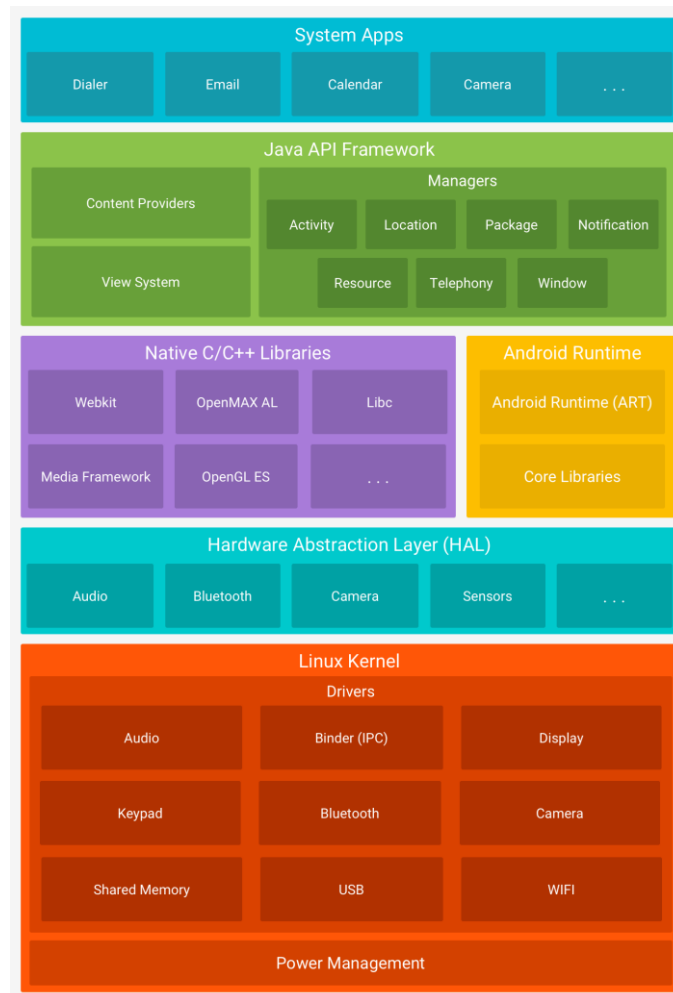 System Apps
Dialer
Email
Calendar
Camera
. . .
Java API Framework
Content Providers
View System
Managers
Activity
Location
Package
Notification
Resource
Telephony
Window
Native C/C++ Libraries
Webkit
OpenMAX AL
Libc
Media Framework
OpenGL ES
. . .
Android Runtime
Android Runtime (ART)
Core Libraries
Hardware Abstraction Layer (HAL)
Audio
Bluetooth
Camera
Sensors
. . .
Linux Kernel
Drivers
Audio
Binder (IPC)
Display
Keypad
Bluetooth
Camera
Shared Memory
USB
WIFI
Power Management